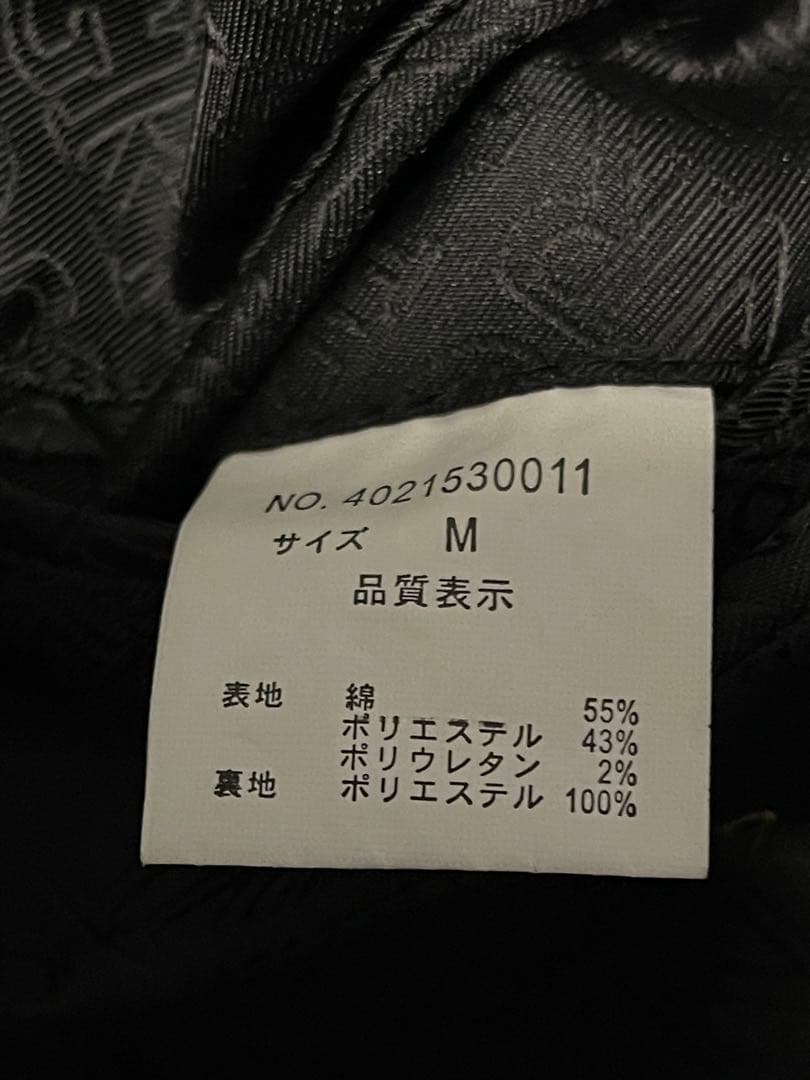 NO. 4021530011
サイズ M
品質表示
表地 綿 55%
ポリエステル 43%
ポリウレタン 2%
裏地 ポリエステル 100%